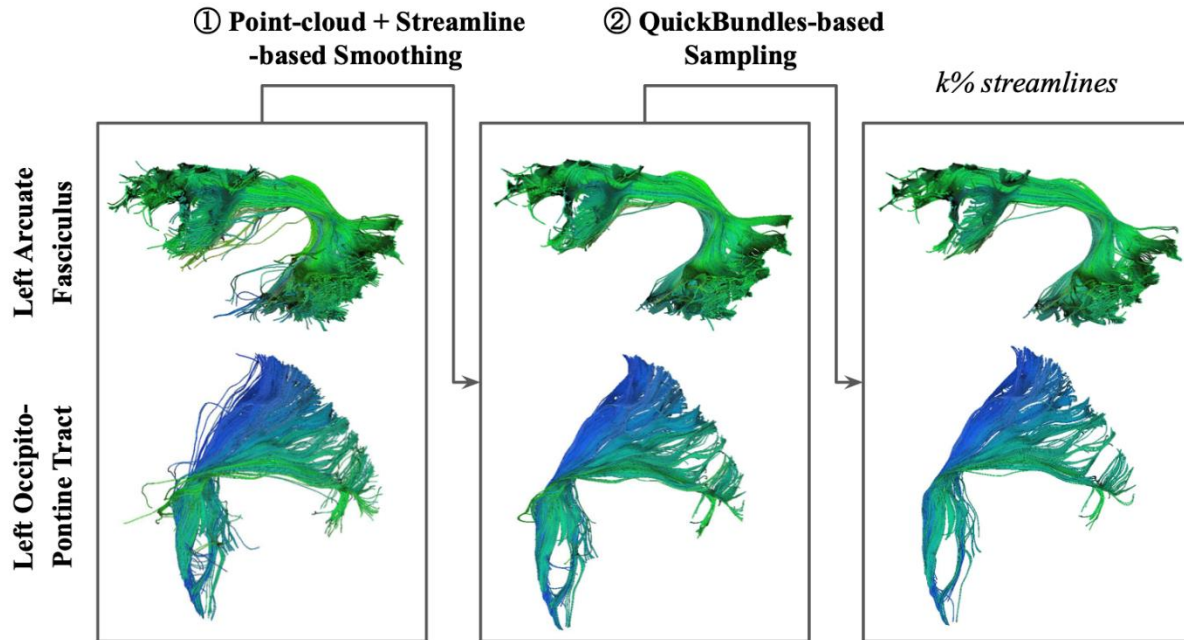 ① Point-cloud + Streamline
-based Smoothing
② QuickBundles-based
Sampling
k% streamlines
Left Arcuate
Fasciculus
Left Occipito-
Pontine Tract